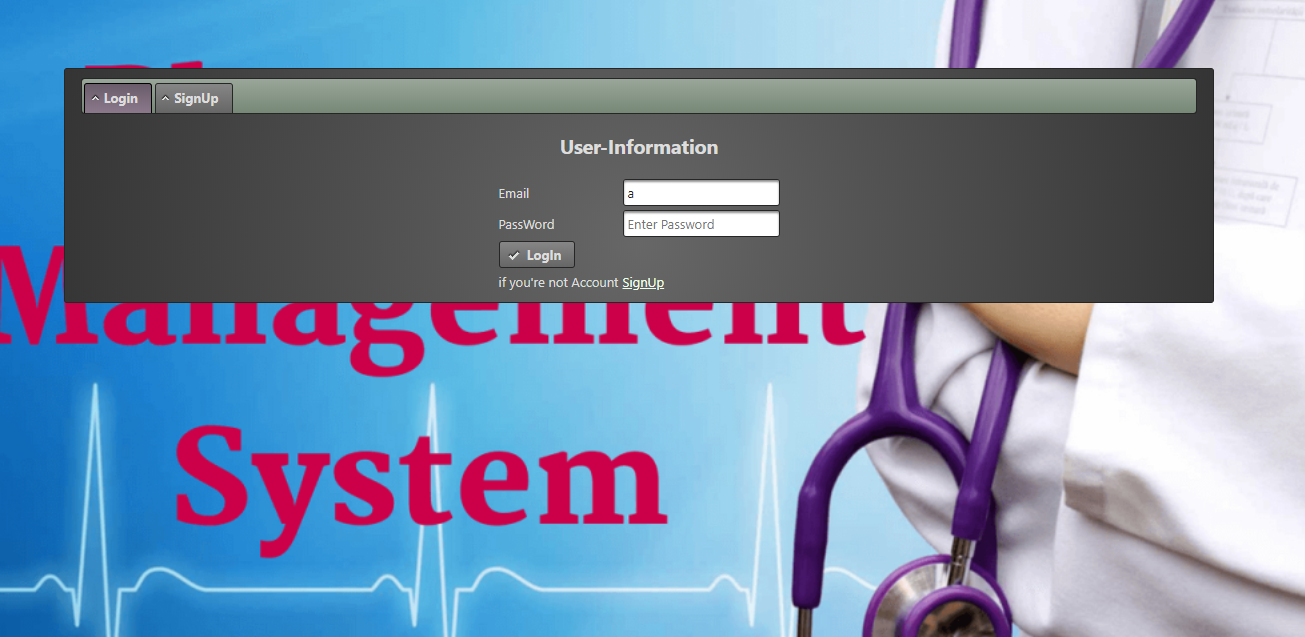 Login SignUp
User-Information
Email a
PassWord Enter Password
LogIn
if you're not Account SignUp
Management
System